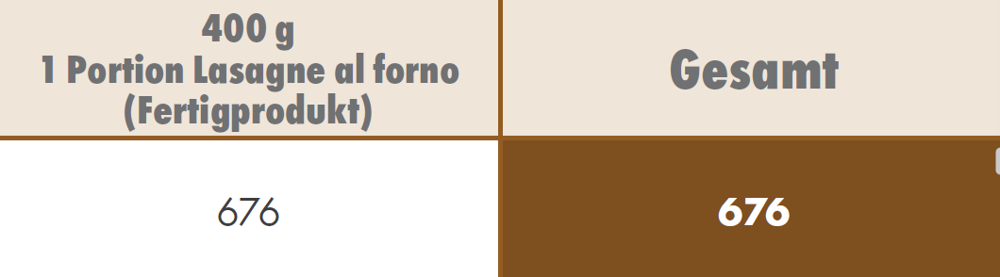 400 g
1 Portion Lasagne al forno
(Fertigprodukt)
Gesamt
676
676